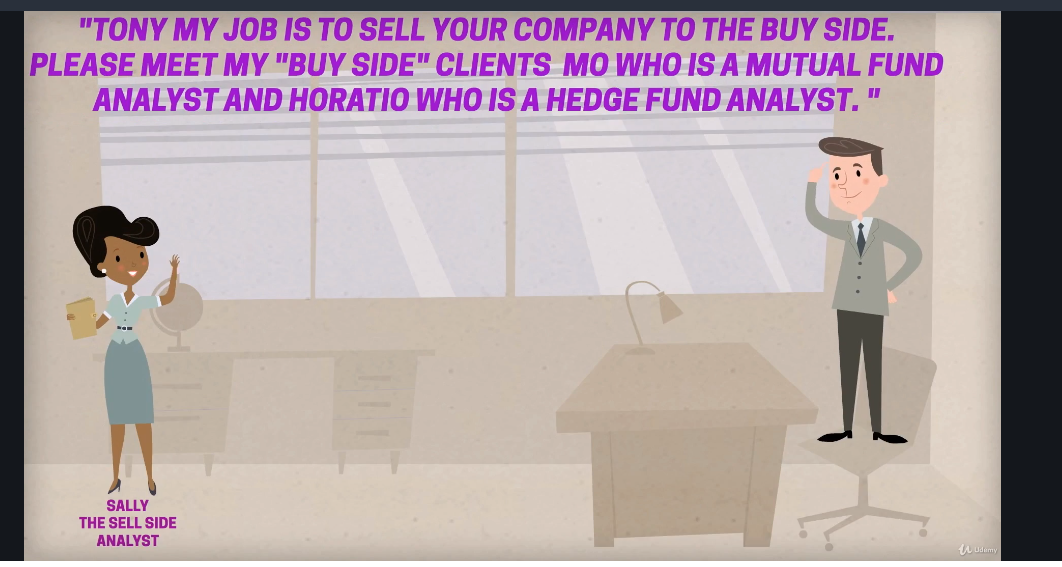 "TONY MY JOB IS TO SELL YOUR COMPANY TO THE BUY SIDE.
PLEASE MEET MY "BUY SIDE" CLIENTS  MO WHO IS A MUTUAL FUND
ANALYST AND HORATIO WHO IS A HEDGE FUND ANALYST. "
SALLY
THE SELL SIDE
ANALYST
Udemy